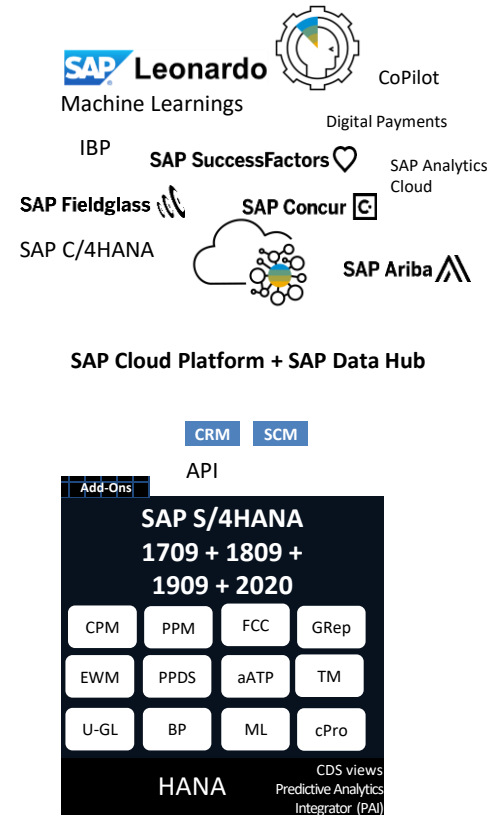 SAP Leonardo
Machine Learnings
CoPilot
Digital Payments
IBP
SAP SuccessFactors
SAP Analytics
Cloud
SAP Fieldglass
SAP Concur C.
SAP C/4HANA
SAP Ariba
SAP Cloud Platform + SAP Data Hub
CRM SCM
API
Add-Ons
SAP S/4HANA
1709 + 1809 +
1909 + 2020
CPM PPM FCC GRep
EWM PPDS aATP TM
U-GL BP ML cPro
HANA
CDS views
Predictive Analytics
Integrator (PAI)